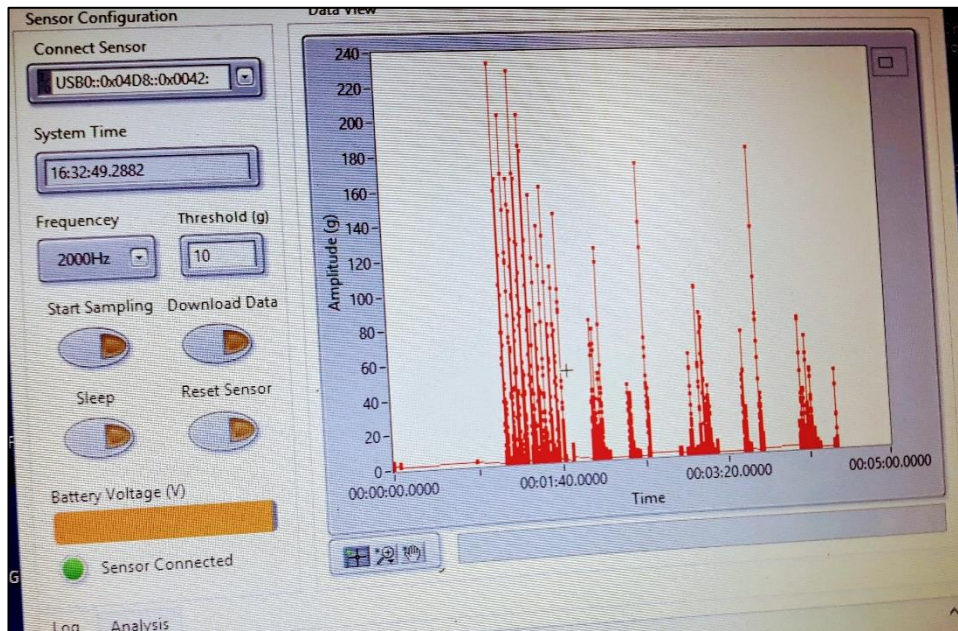 Sensor Configuration
Connect Sensor
USB0::0x04D8::0x0042:
System Time
16:32:49.2882
Frequencey
Threshold (g)
2000Hz
10
Start Sampling
Download Data
Sleep
Reset Sensor
Battery Voltage (V)
Sensor Connected
Log
Analysis
Data View
Amplitude (g)
240
220
200
180
160
140
120
100
80
60
40
20
0
00:00:00.0000
00:01:40.0000
00:03:20.0000
00:05:00.0000
Time